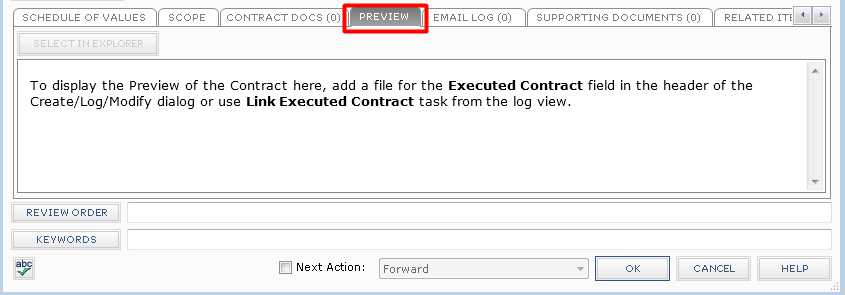 SCHEDULE OF VALUES SCOPE CONTRACT DOCS (0) PREVIEW EMAIL LOG (0) SUPPORTING DOCUMENTS (0) RELATED ITE
SELECT IN EXPLORER
To display the Preview of the Contract here, add a file for the Executed Contract field in the header of the
Create/Log/Modify dialog or use Link Executed Contract task from the log view.
REVIEW ORDER
KEYWORDS
abc Next Action: Forward OK CANCEL HELP